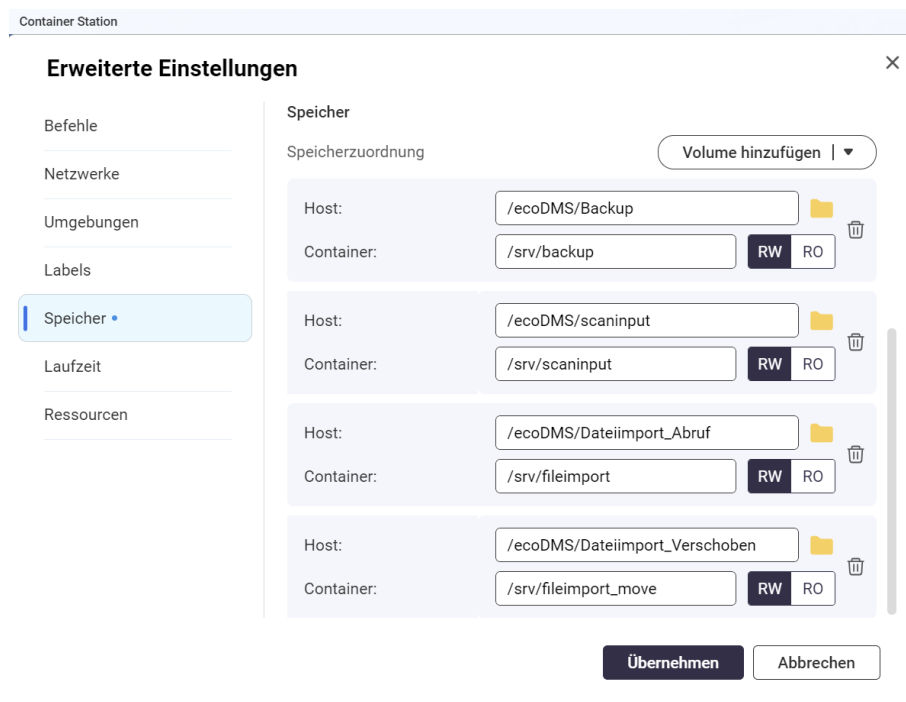 Container Station
Erweiterte Einstellungen
Befehle
Netzwerke
Umgebungen
Labels
Speicher
Laufzeit
Ressourcen
Speicher
Speicherzuordnung
Volume hinzufügen
Host:
/ecoDMS/Backup
Container:
/srv/backup
RW RO
Host:
/ecoDMS/scaninput
Container:
/srv/scaninput
RW RO
Host:
/ecoDMS/Dateiimport_Abruf
Container:
/srv/fileimport
RW RO
Host:
/ecoDMS/Dateiimport_Verschoben
Container:
/srv/fileimport_move
RW RO
Übernehmen
Abbrechen